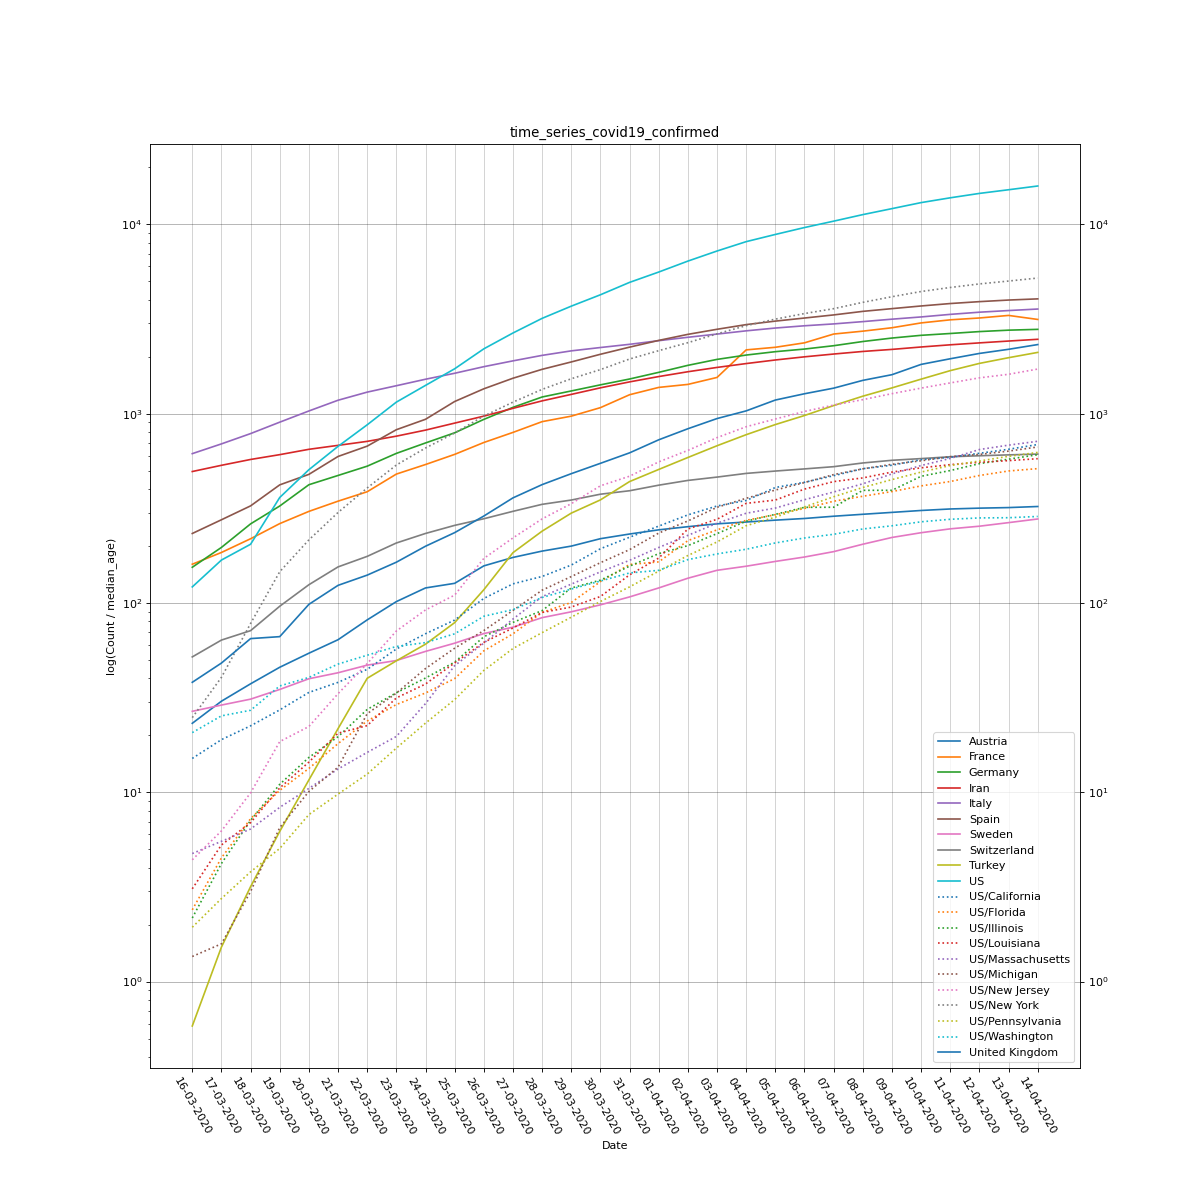 time_series_covid19_confirmed
log(Count / median_age)
10⁴
10³
10²
10¹
10⁰
10⁴
10³
10²
10¹
10⁰
Austria
France
Germany
Iran
Italy
Spain
Sweden
Switzerland
Turkey
US
US/California
US/Florida
US/Illinois
US/Louisiana
US/Massachusetts
US/Michigan
US/New Jersey
US/New York
US/Pennsylvania
US/Washington
United Kingdom
16-03-2020
17-03-2020
18-03-2020
19-03-2020
20-03-2020
21-03-2020
22-03-2020
23-03-2020
24-03-2020
25-03-2020
26-03-2020
27-03-2020
28-03-2020
29-03-2020
30-03-2020
31-03-2020
01-04-2020
02-04-2020
03-04-2020
04-04-2020
05-04-2020
06-04-2020
07-04-2020
08-04-2020
09-04-2020
10-04-2020
11-04-2020
12-04-2020
13-04-2020
14-04-2020
Date